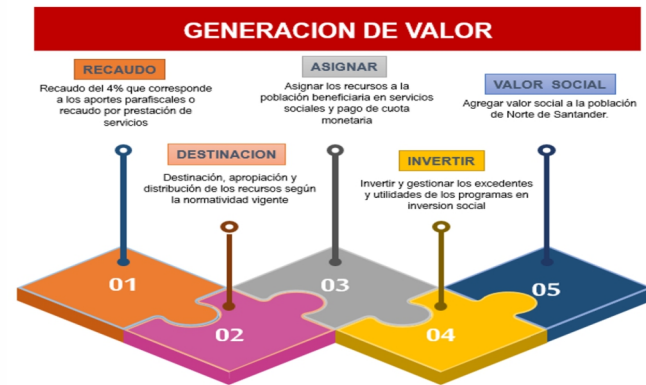 GENERACION DE VALOR
RECAUDO
Recaudo del 4% que corresponde
a los aportes parafiscales o
recaudo por prestación de
servicios
DESTINACION
Destinación, apropiación y
distribución de los recursos según
la normatividad vigente
ASIGNAR
Asignar los recursos a la
población beneficiaria en servicios
sociales y pago de cuota
monetaria
INVERTIR
Invertir y gestionar los excedentes
y utilidades de los programas en
inversion social
VALOR SOCIAL
Agregar valor social a la población
de Norte de Santander.
01
02
03
04
05